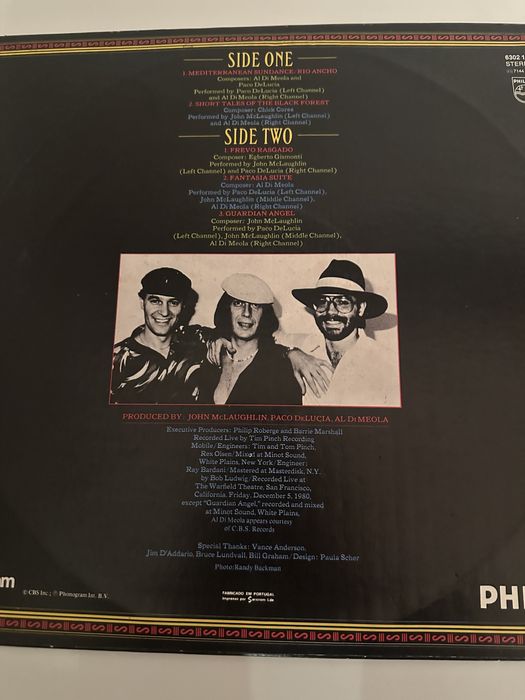 SIDE ONE
1. MEDITERRANEAN SUNDANCE/RIO ANCHO
Composers: Al Di Meola and
Paco DeLucia
Performed by Paco DeLucia (Left Channel)
and Al Di Meola (Right Channel)
2. SHORT TALES OF THE BLACK FOREST
Composer: Chick Corea
Performed by John McLaughlin (Left Channel)
and Al Di Meola (Right Channel)
SIDE TWO
1. FREVO RASGADO
Composer: Egberto Gismonti
Performed by John McLaughlin
(Left Channel) and Paco DeLucia (Right Channel)
2. FANTASIA SUITE
Composer: Al Di Meola
Performed by Paco DeLucia (Left Channel),
John McLaughlin (Middle Channel),
Al Di Meola (Right Channel)
3. GUARDIAN ANGEL
Composer: John McLaughlin
Performed by Paco DeLucia
(Left Channel), John McLaughlin (Middle Channel),
Al Di Meola (Right Channel)
6302 1
STER
7144
PHIL
PRODUCED BY: JOHN McLAUGHLIN, PACO DeLUCIA, AL Di MEOLA
Executive Producers: Philip Roberge and Barrie Marshall
Recorded Live by Tim Pinch Recording
Mobile/Engineers: Tim and Tom Pinch,
Rex Olsen/Mixed at Minot Sound,
White Plains, New York/Engineer:
Ray Bardani/Mastered at Masterdisk, N.Y.
by Bob Ludwig/Recorded Live at
The Warfield Theatre, San Francisco,
California, Friday, December 5, 1980,
except "Guardian Angel," recorded and mixed
at Minot Sound, White Plains,
Al Di Meola appears courtesy
of C.B.S. Records
Special Thanks: Vance Anderson,
Jim D'Addario, Bruce Lundvall, Bill Graham/Design: Paula Scher
Photo: Randy Backman
m
© CBS Inc.; ℗ Phonogram Int. B.V.
FABRICADO EM PORTUGAL
Impresso por Sorcirom Lda
PHI